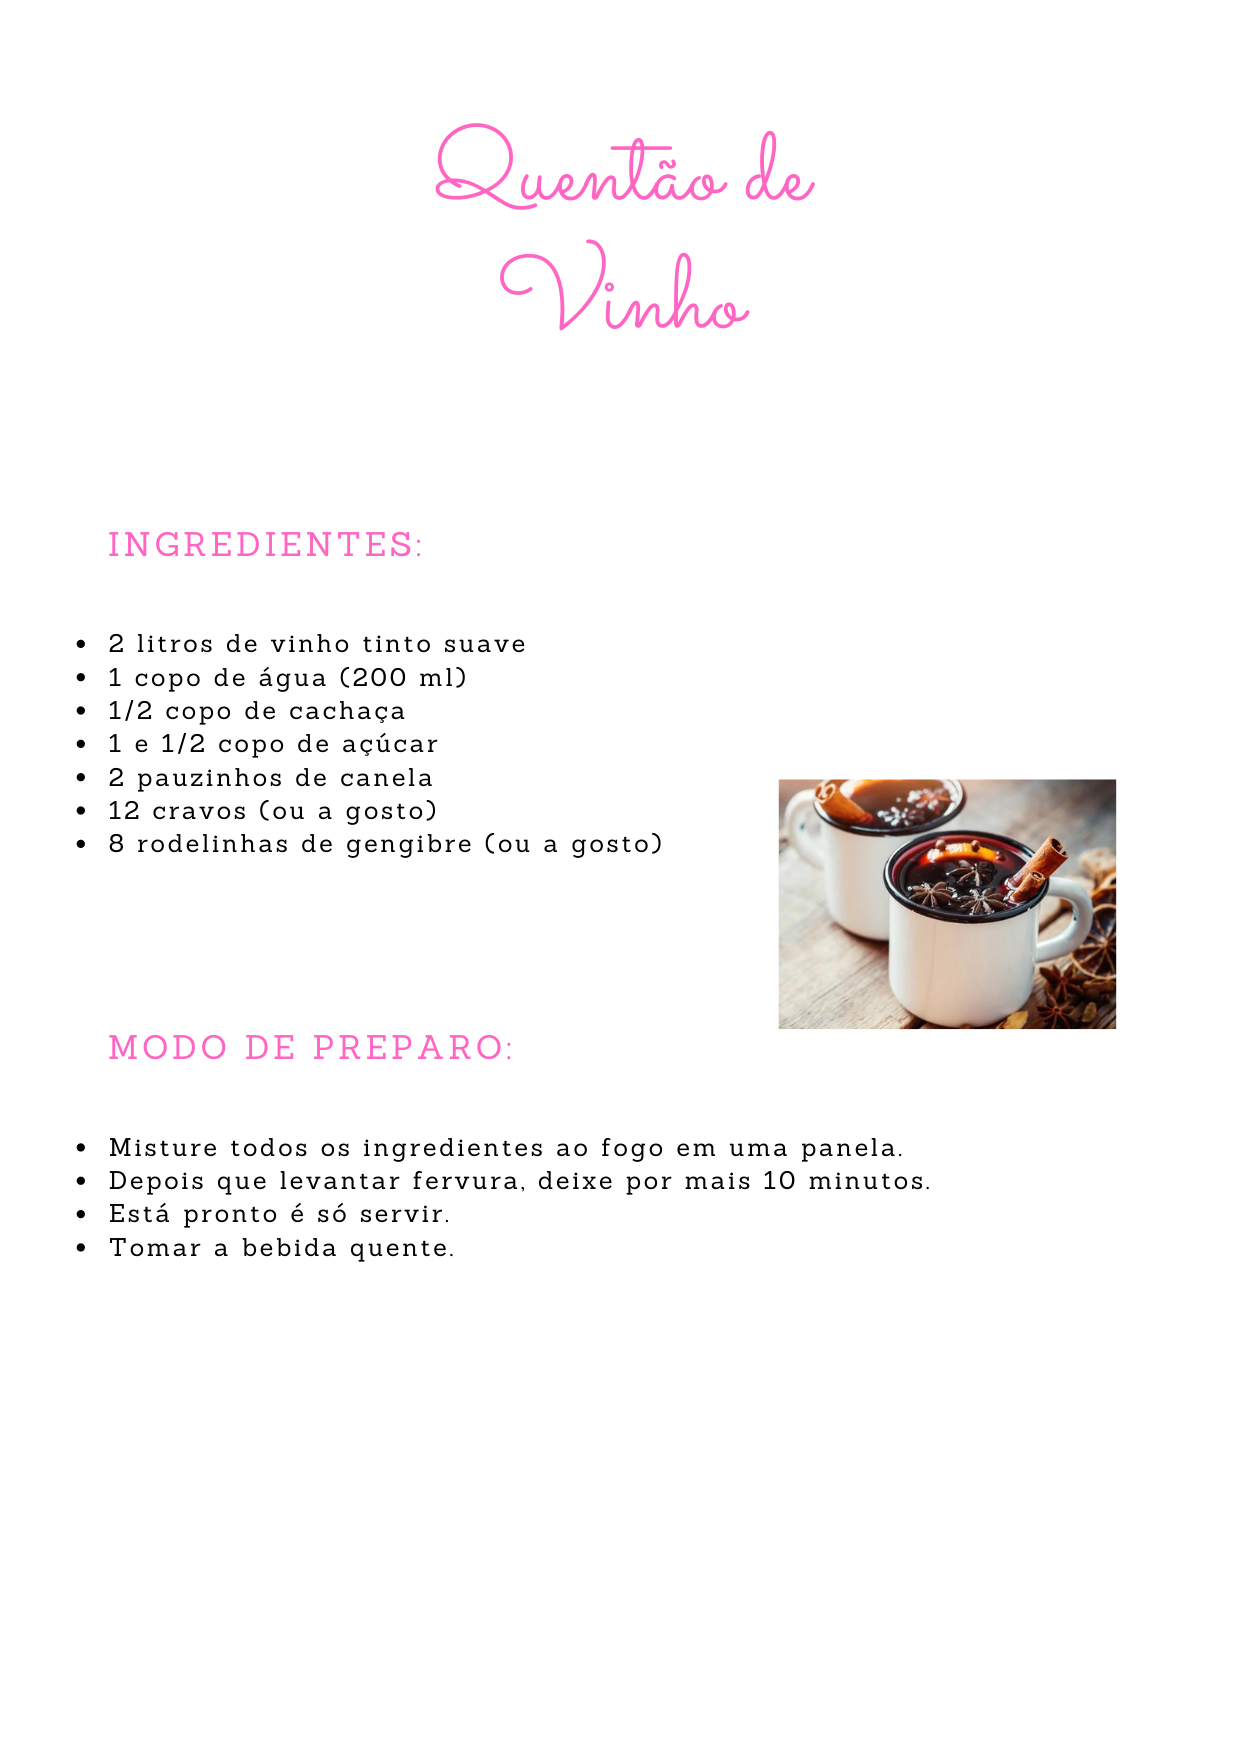 Quentão de
Vinho
INGREDIENTES:
• 2 litros de vinho tinto suave
• 1 copo de água (200 ml)
• 1/2 copo de cachaça
• 1 e 1/2 copo de açúcar
• 2 pauzinhos de canela
• 12 cravos (ou a gosto)
• 8 rodelinhas de gengibre (ou a gosto)
MODO DE PREPARO:
• Misture todos os ingredientes ao fogo em uma panela.
• Depois que levantar fervura, deixe por mais 10 minutos.
• Está pronto é só servir.
• Tomar a bebida quente.